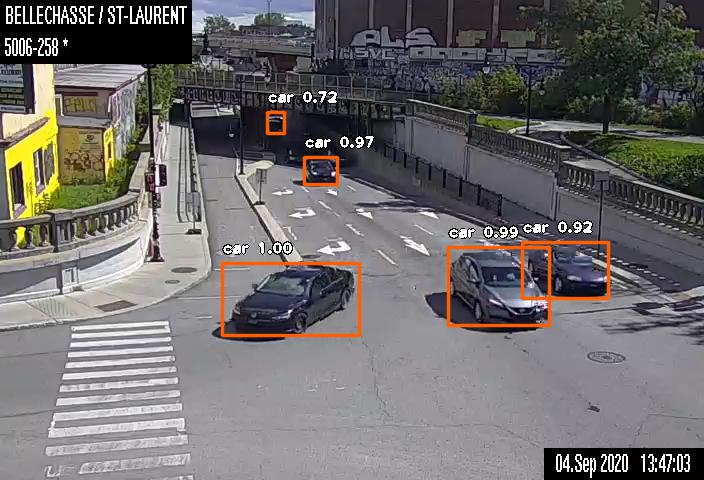 BELLECHASSE / ST-LAURENT
5006-258 *
car 0.72
car 0.97
car 1.00
car 0.99
car 0.92
04.Sep 2020 13:47:03